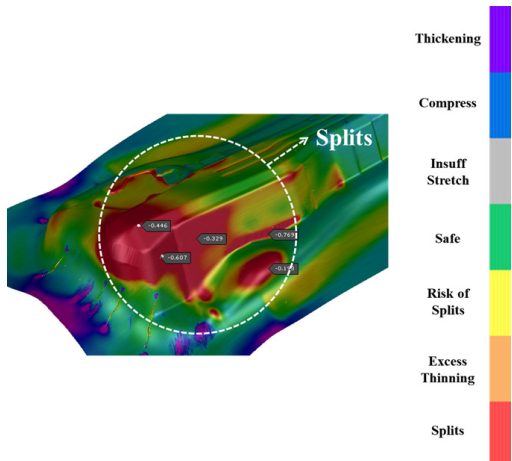 Thickening
Compress
Insuff
Stretch
Safe
Risk of
Splits
Excess
Thinning
Splits
Splits
-0.446
-0.329
-0.769
-0.607